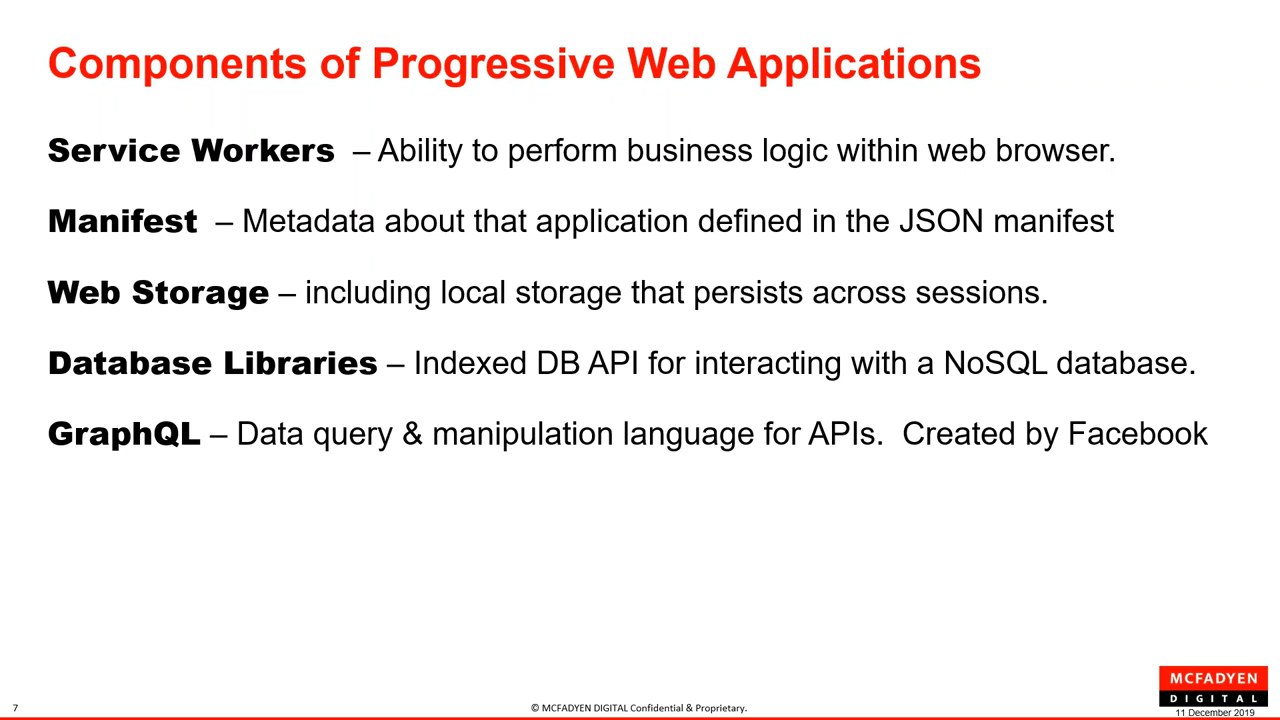 Components of Progressive Web Applications
Service Workers – Ability to perform business logic within web browser.
Manifest – Metadata about that application defined in the JSON manifest
Web Storage – including local storage that persists across sessions.
Database Libraries – Indexed DB API for interacting with a NoSQL database.
GraphQL – Data query & manipulation language for APIs. Created by Facebook
MCFADYEN
DIGITAL
7
© MCFADYEN DIGITAL Confidential & Proprietary.
11 December 2019